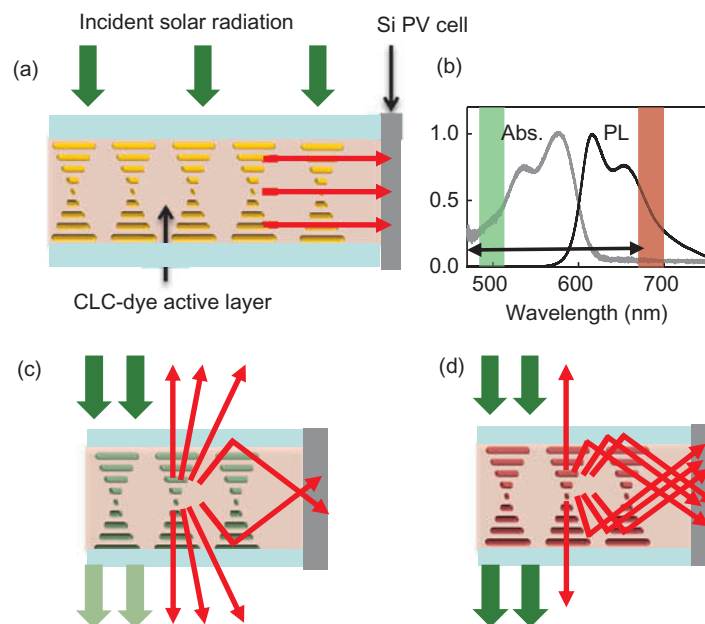 Incident solar radiation
Si PV cell
(a)
CLC-dye active layer
(b)
Abs.
PL
1.0
0.5
0.0
500
600
700
Wavelength (nm)
(c)
(d)